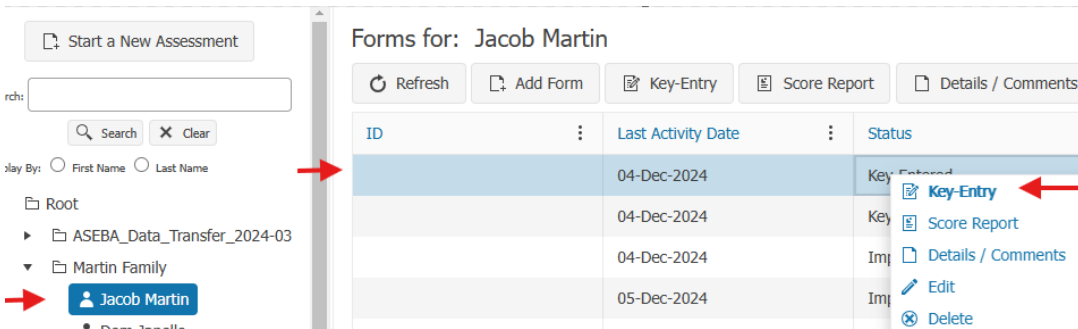 Start a New Assessment
rch:
Search Clear
play By: First Name Last Name
Root
ASEBA_Data_Transfer_2024-03
Martin Family
Jacob Martin
Forms for: Jacob Martin
Refresh Add Form Key-Entry Score Report Details / Comments
ID Last Activity Date Status
04-Dec-2024
04-Dec-2024 Key
04-Dec-2024 Imp
05-Dec-2024 Imp
Key-Entry
Score Report
Details / Comments
Edit
Delete